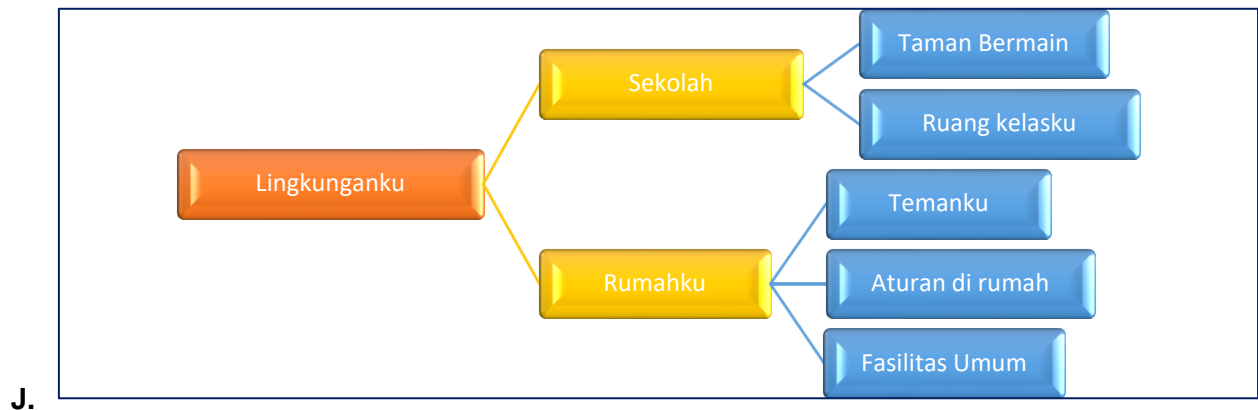 Lingkunganku
Sekolah
Taman Bermain
Ruang kelasku
Rumahku
Temanku
Aturan di rumah
Fasilitas Umum
J.